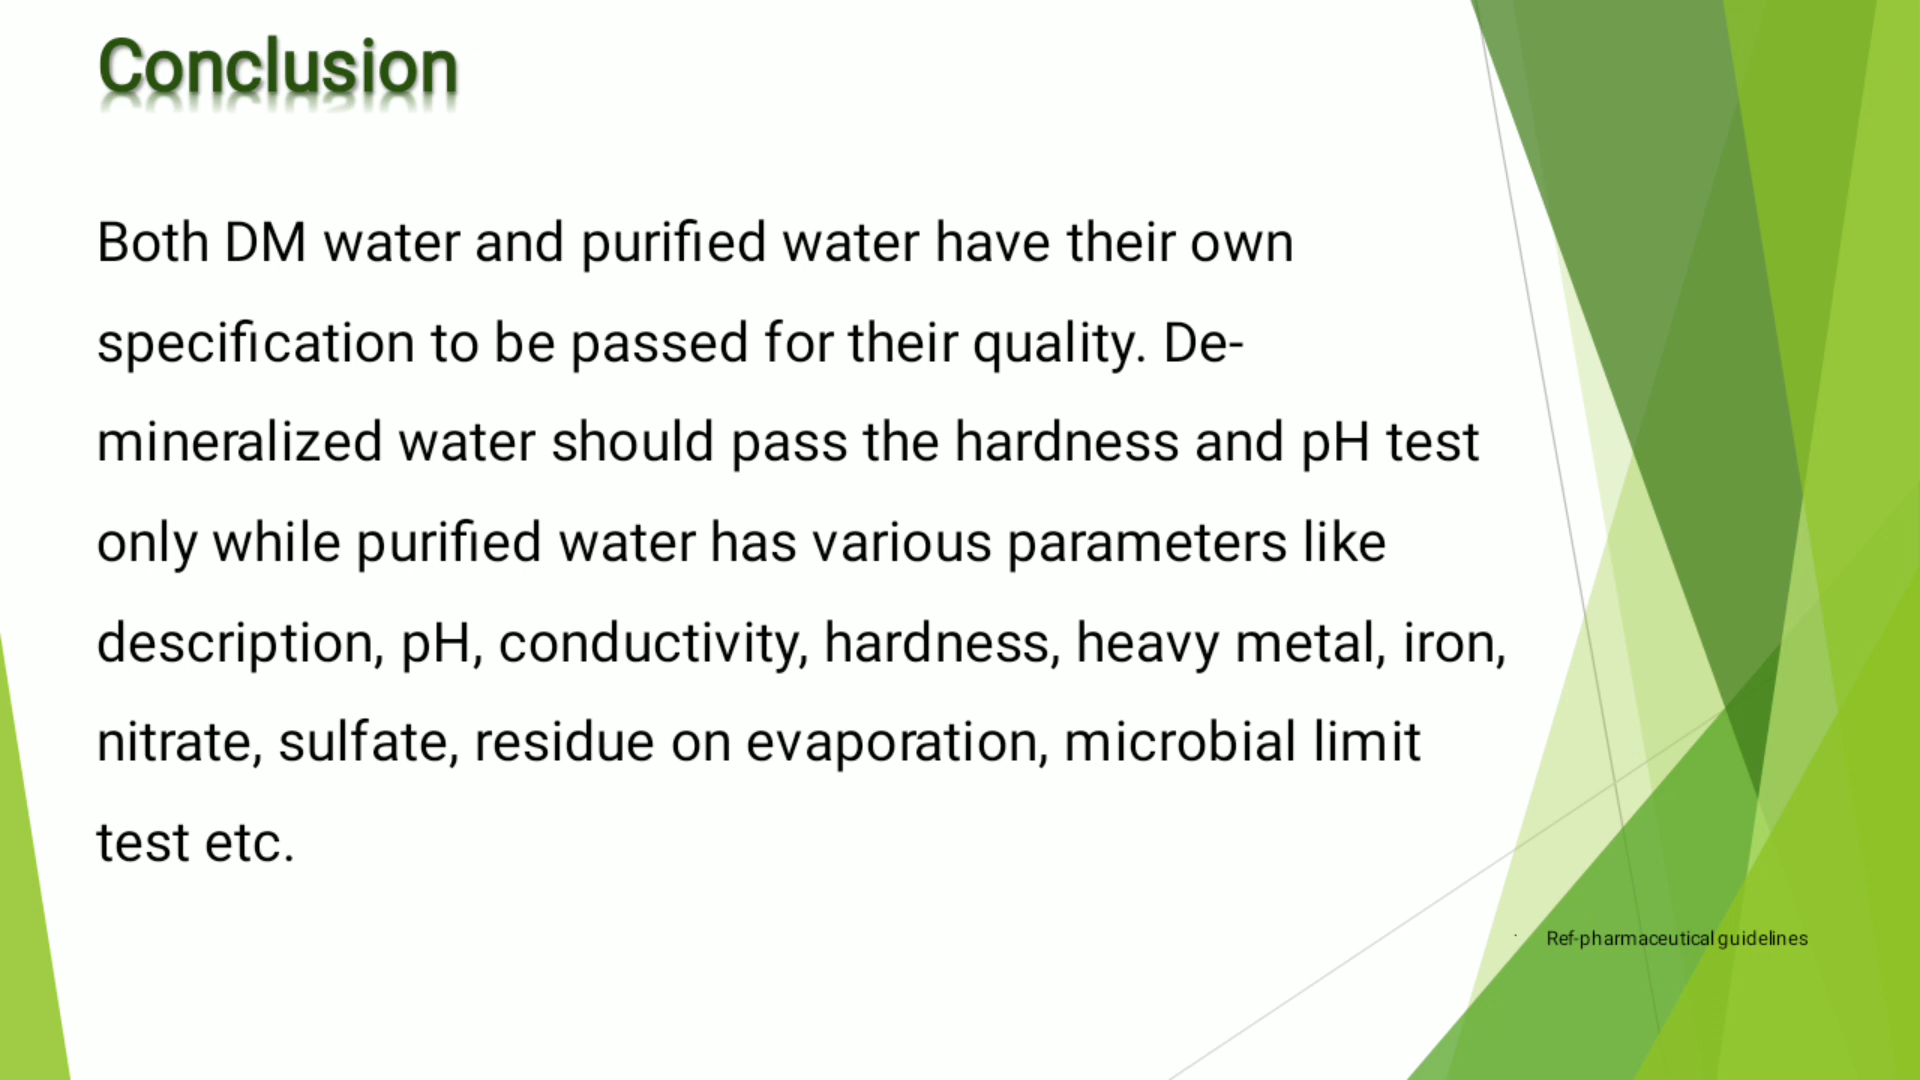 Conclusion
Both DM water and purified water have their own
specification to be passed for their quality. De-
mineralized water should pass the hardness and pH test
only while purified water has various parameters like
description, pH, conductivity, hardness, heavy metal, iron,
nitrate, sulfate, residue on evaporation, microbial limit
test etc.
Ref-pharmaceutical guidelines